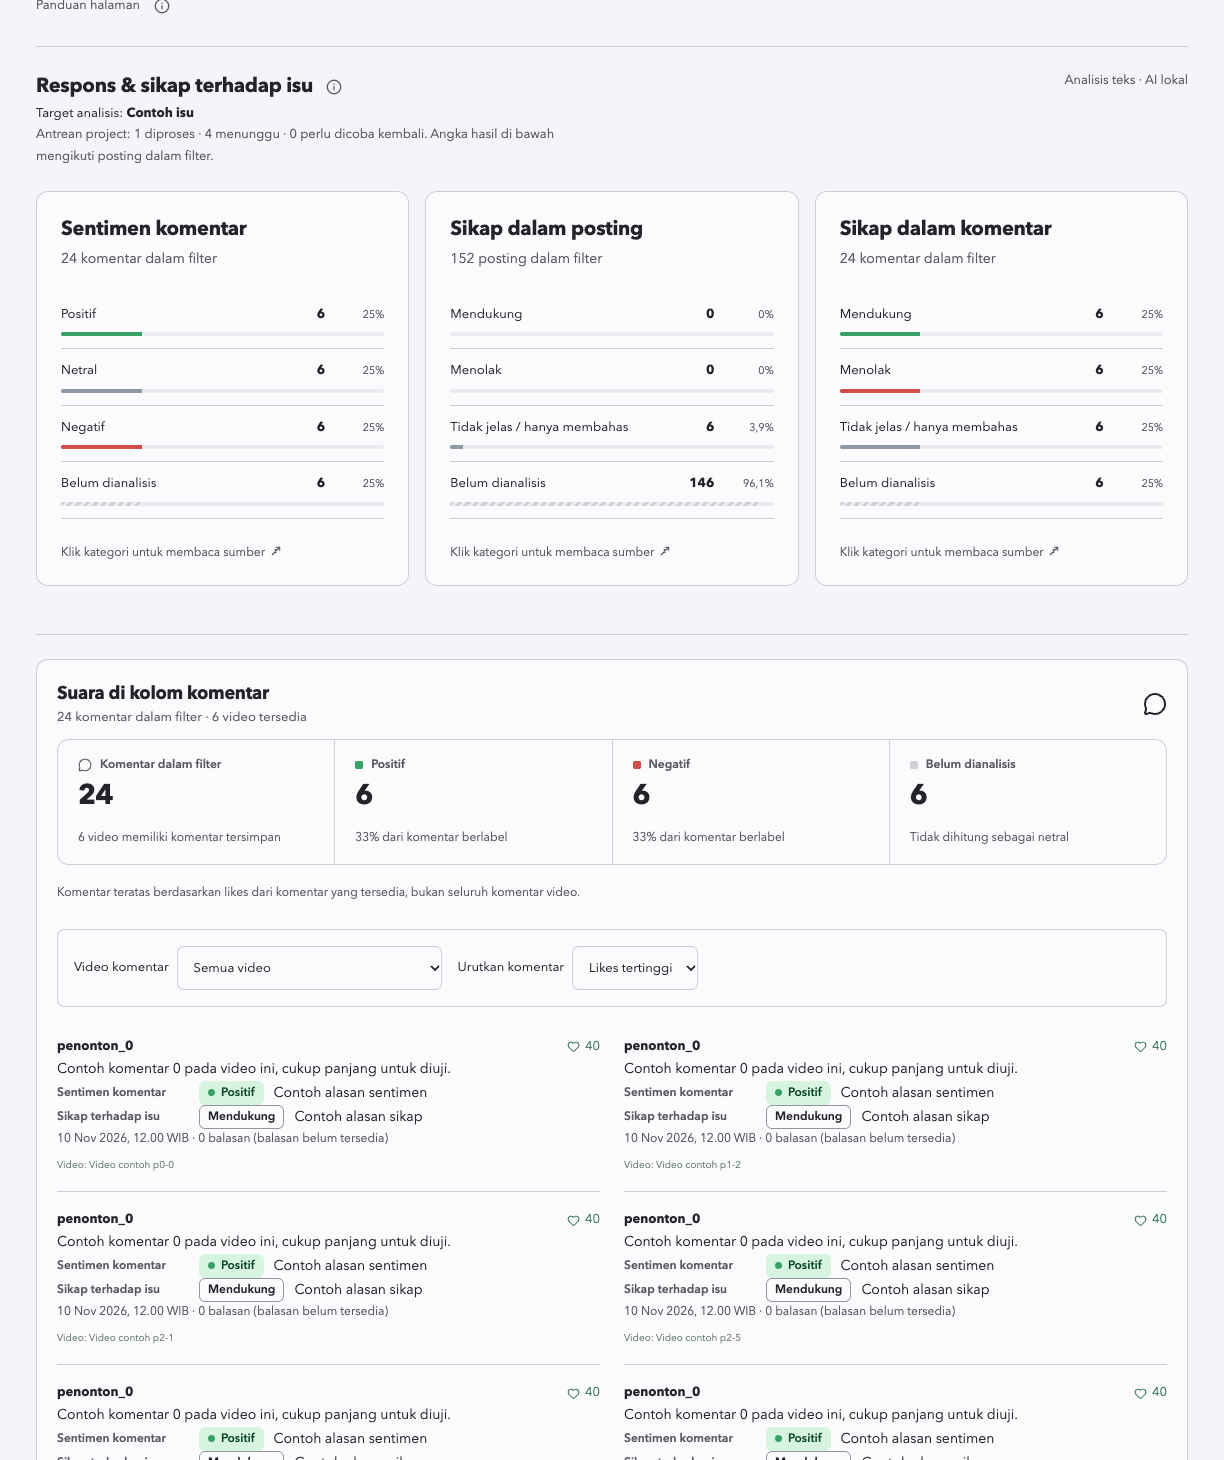 Panduan halaman
Respons & sikap terhadap isu
Analisis teks · AI lokal
Target analisis: Contoh isu
Antrean project: 1 diproses · 4 menunggu · 0 perlu dicoba kembali. Angka hasil di bawah
mengikuti posting dalam filter.
Sentimen komentar
24 komentar dalam filter
Positif 6 25%
Netral 6 25%
Negatif 6 25%
Belum dianalisis 6 25%
Klik kategori untuk membaca sumber ↗
Sikap dalam posting
152 posting dalam filter
Mendukung 0 0%
Menolak 0 0%
Tidak jelas / hanya membahas 6 3,9%
Belum dianalisis 146 96,1%
Klik kategori untuk membaca sumber ↗
Sikap dalam komentar
24 komentar dalam filter
Mendukung 6 25%
Menolak 6 25%
Tidak jelas / hanya membahas 6 25%
Belum dianalisis 6 25%
Klik kategori untuk membaca sumber ↗
Suara di kolom komentar
24 komentar dalam filter · 6 video tersedia
Komentar dalam filter
24
6 video memiliki komentar tersimpan
Positif
6
33% dari komentar berlabel
Negatif
6
33% dari komentar berlabel
Belum dianalisis
6
Tidak dihitung sebagai netral
Komentar teratas berdasarkan likes dari komentar yang tersedia, bukan seluruh komentar video.
Video komentar Semua video Urutkan komentar Likes tertinggi
penonton_0 40
Contoh komentar 0 pada video ini, cukup panjang untuk diuji.
Sentimen komentar Positif Contoh alasan sentimen
Sikap terhadap isu Mendukung Contoh alasan sikap
10 Nov 2026, 12.00 WIB · 0 balasan (balasan belum tersedia)
Video: Video contoh p0-0
penonton_0 40
Contoh komentar 0 pada video ini, cukup panjang untuk diuji.
Sentimen komentar Positif Contoh alasan sentimen
Sikap terhadap isu Mendukung Contoh alasan sikap
10 Nov 2026, 12.00 WIB · 0 balasan (balasan belum tersedia)
Video: Video contoh p1-2
penonton_0 40
Contoh komentar 0 pada video ini, cukup panjang untuk diuji.
Sentimen komentar Positif Contoh alasan sentimen
Sikap terhadap isu Mendukung Contoh alasan sikap
10 Nov 2026, 12.00 WIB · 0 balasan (balasan belum tersedia)
Video: Video contoh p2-1
penonton_0 40
Contoh komentar 0 pada video ini, cukup panjang untuk diuji.
Sentimen komentar Positif Contoh alasan sentimen
Sikap terhadap isu Mendukung Contoh alasan sikap
10 Nov 2026, 12.00 WIB · 0 balasan (balasan belum tersedia)
Video: Video contoh p2-5
penonton_0 40
Contoh komentar 0 pada video ini, cukup panjang untuk diuji.
Sentimen komentar Positif Contoh alasan sentimen
penonton_0 40
Contoh komentar 0 pada video ini, cukup panjang untuk diuji.
Sentimen komentar Positif Contoh alasan sentimen